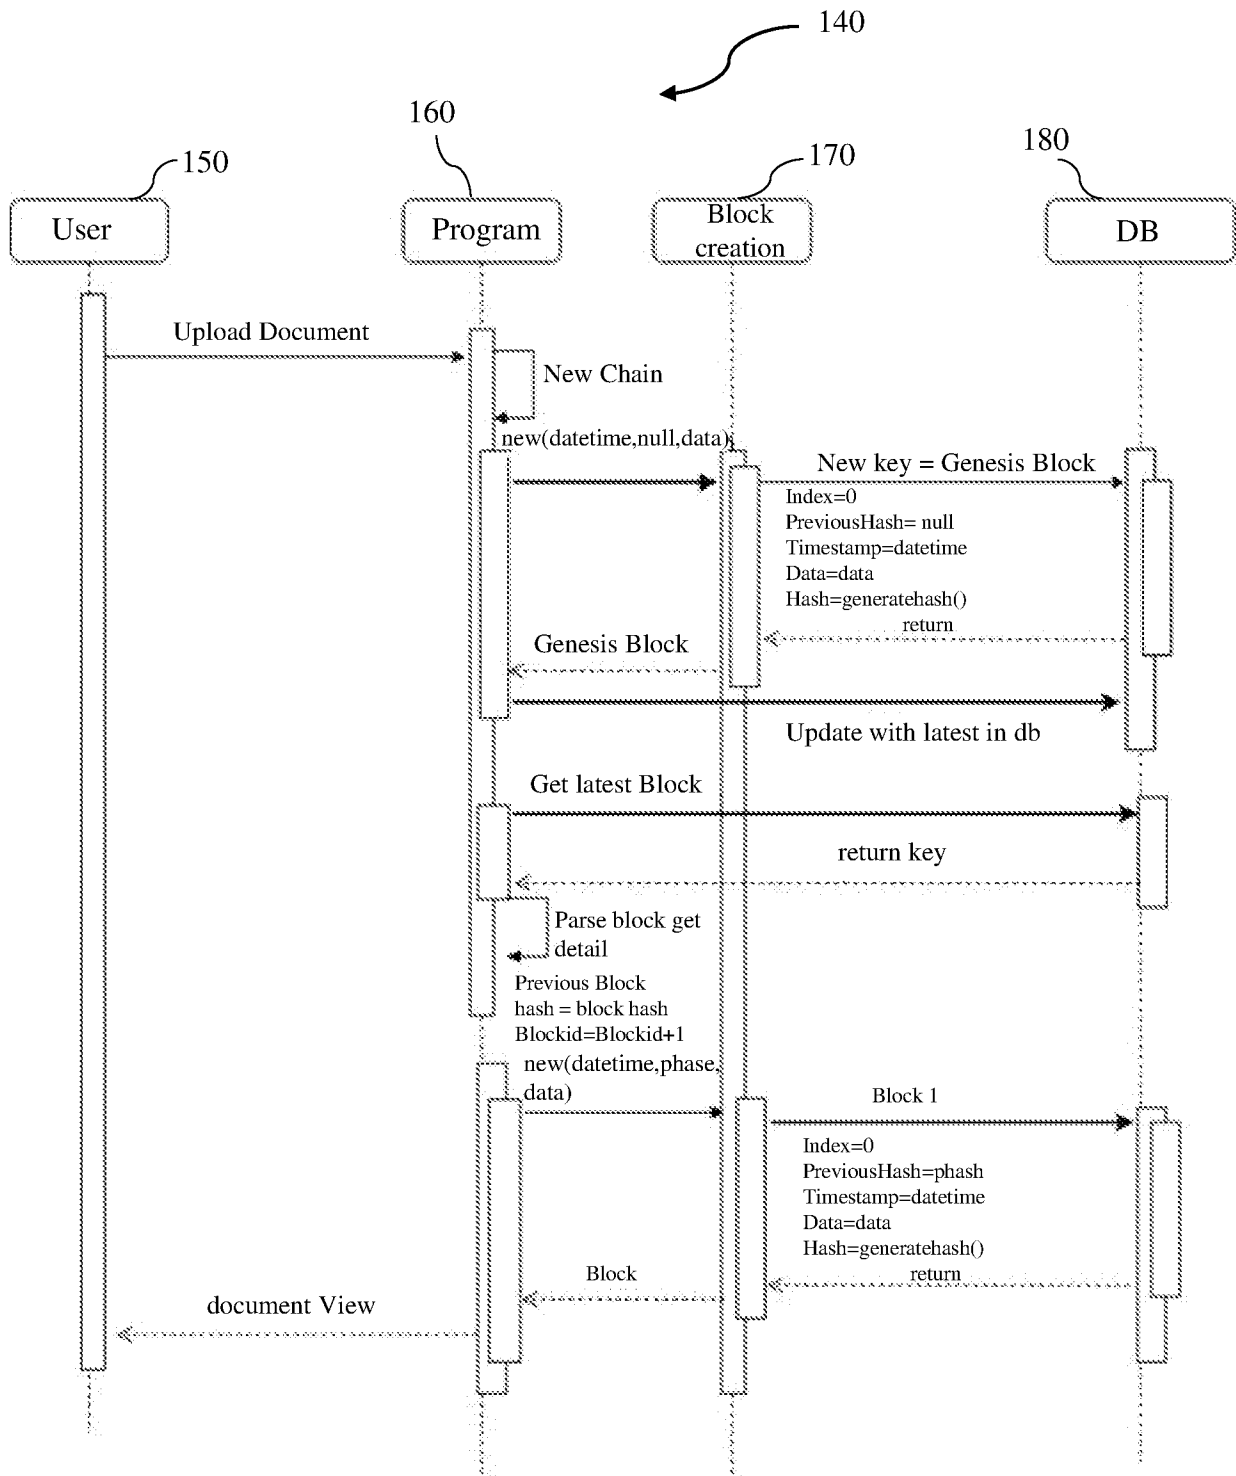 140
160
150
170
180
User
Program
Block
creation
DB
Upload Document
New Chain
new(datetime,null,data)
New key = Genesis Block
Index=0
PreviousHash= null
Timestamp=datetime
Data=data
Hash=generatehash()
return
Genesis Block
Update with latest in db
Get latest Block
return key
Parse block get
detail
Previous Block
hash = block hash
Blockid=Blockid+1
new(datetime,phase,
data)
Block 1
Index=0
PreviousHash=phash
Timestamp=datetime
Data=data
Hash=generatehash()
return
Block
document View